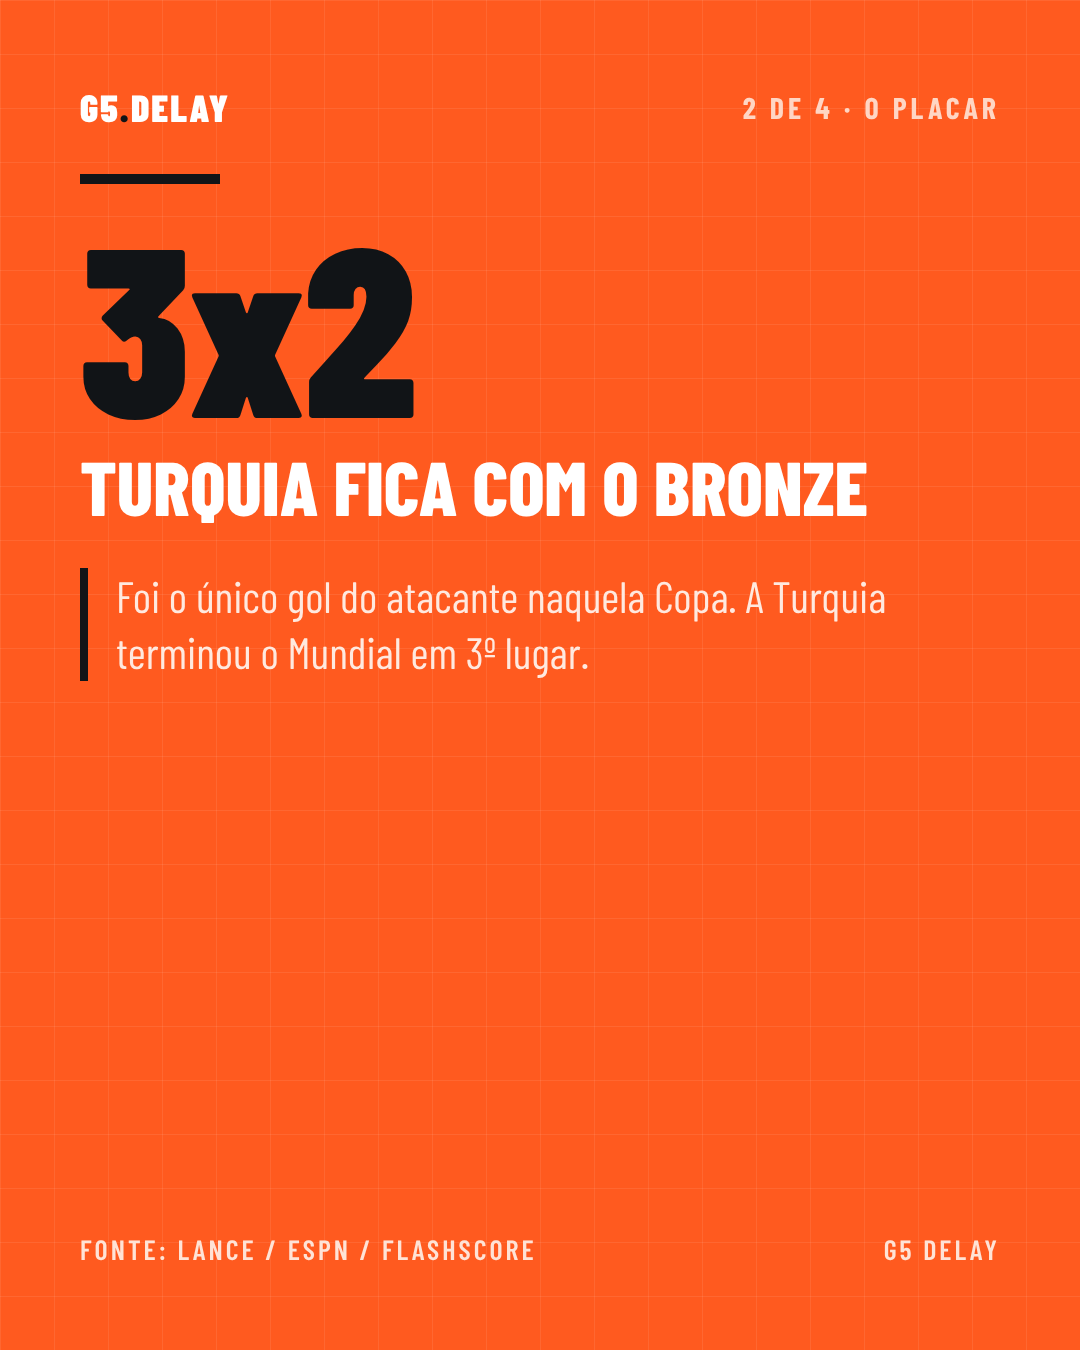 G5.DELAY
2 DE 4 · O PLACAR
3x2
TURQUIA FICA COM O BRONZE
Foi o único gol do atacante naquela Copa. A Turquia
terminou o Mundial em 3º lugar.
FONTE: LANCE / ESPN / FLASHSCORE
G5 DELAY